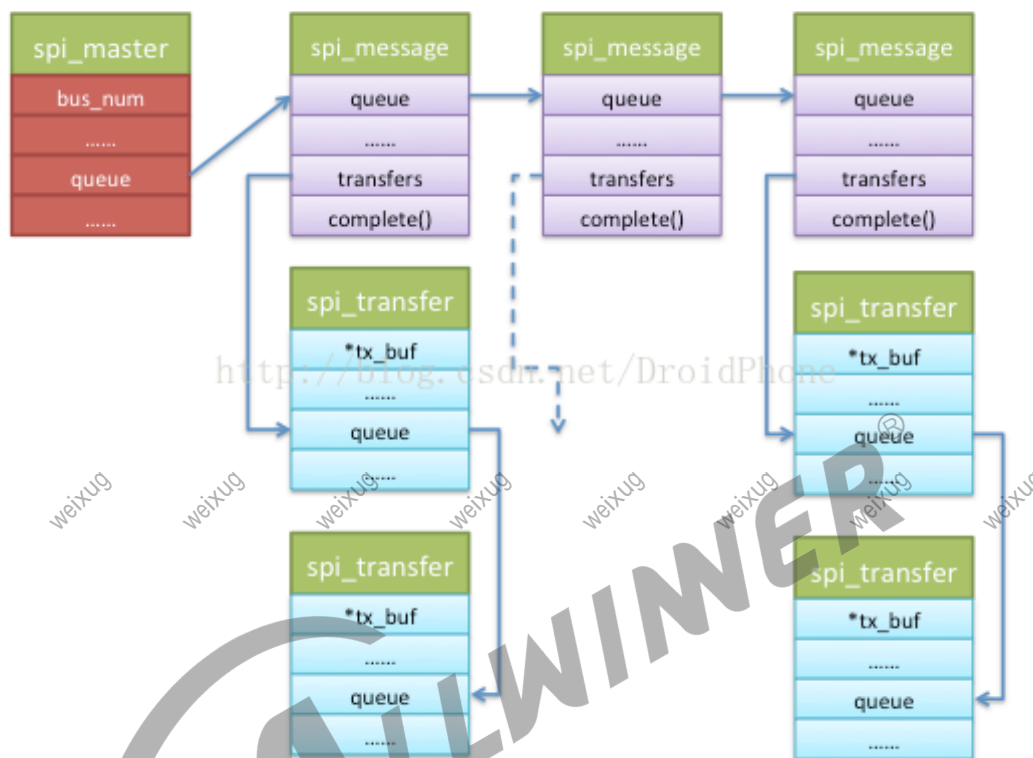 spi_master
bus_num
......
queue
......
spi_message
queue
......
transfers
complete()
spi_message
queue
......
transfers
complete()
spi_message
queue
......
transfers
complete()
spi_transfer
*tx_buf
......
queue
......
spi_transfer
*tx_buf
......
queue
......
spi_transfer
*tx_buf
......
queue
......
spi_transfer
*tx_buf
......
queue
......
http://blog.csdn.net/DroidPhone
weixug weixug weixug weixug weixug weixug weixug weixug
ALLWINNER®